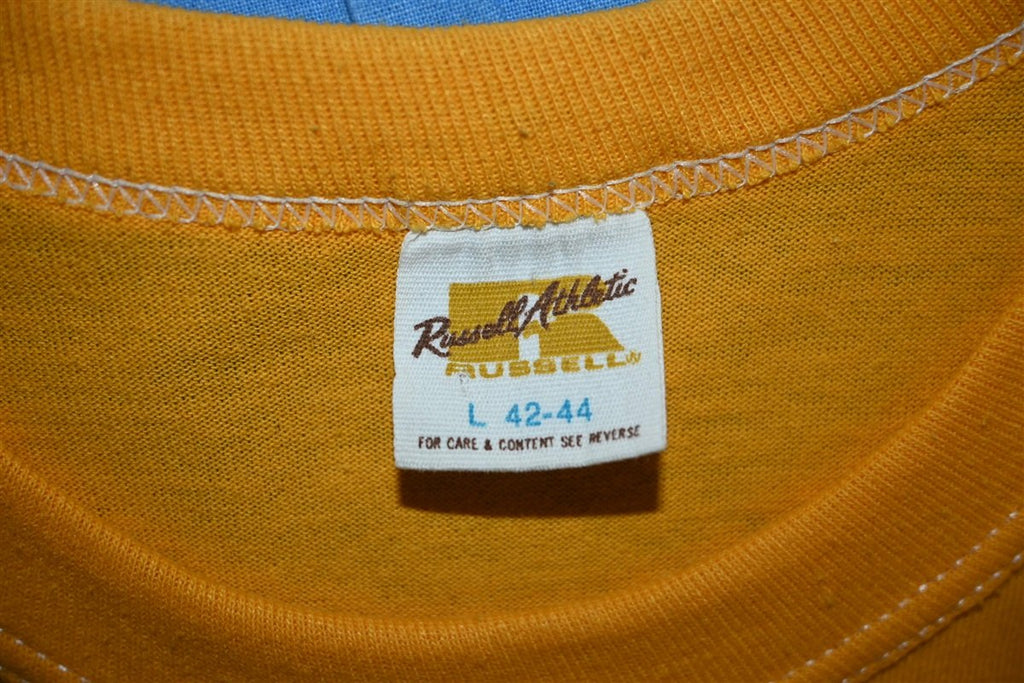 Russell Athletic
R
RUSSELL
L 42-44
FOR CARE & CONTENT SEE REVERSE